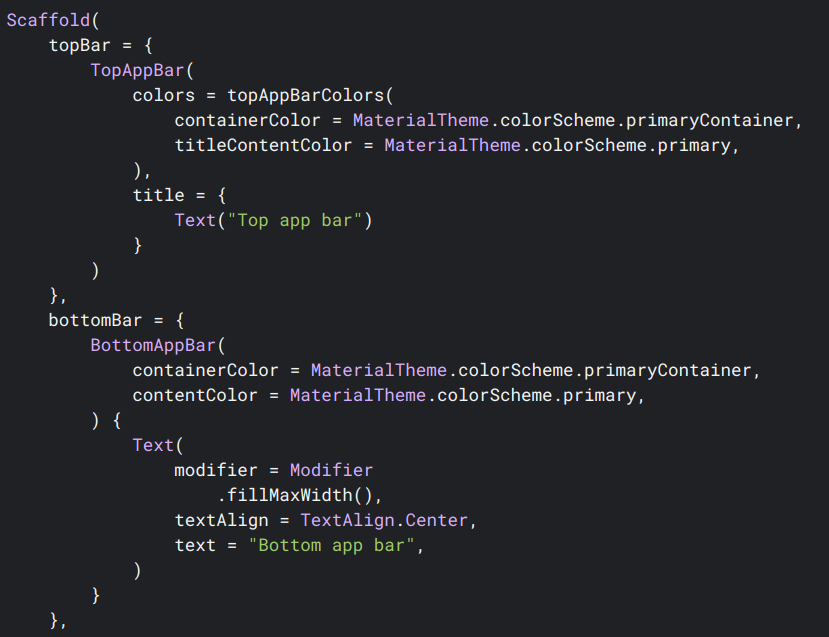 Scaffold(
    topBar = {
        TopAppBar(
            colors = topAppBarColors(
                containerColor = MaterialTheme.colorScheme.primaryContainer,
                titleContentColor = MaterialTheme.colorScheme.primary,
            ),
            title = {
                Text("Top app bar")
            }
        )
    },
    bottomBar = {
        BottomAppBar(
            containerColor = MaterialTheme.colorScheme.primaryContainer,
            contentColor = MaterialTheme.colorScheme.primary,
        ) {
            Text(
                modifier = Modifier
                    .fillMaxWidth(),
                textAlign = TextAlign.Center,
                text = "Bottom app bar",
            )
        }
    },